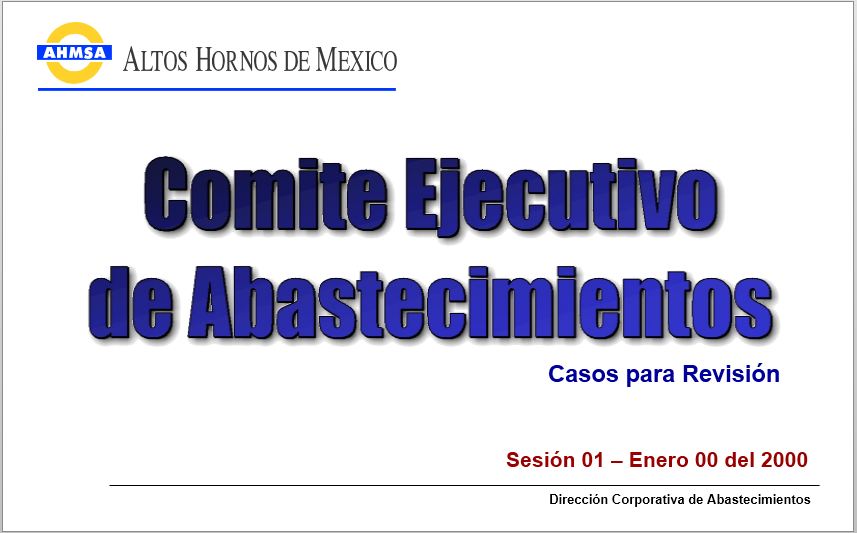 AHMSA
ALTOS HORNOS DE MEXICO
Comite Ejecutivo
de Abastecimientos
Casos para Revisión
Sesión 01 – Enero 00 del 2000
Dirección Corporativa de Abastecimientos